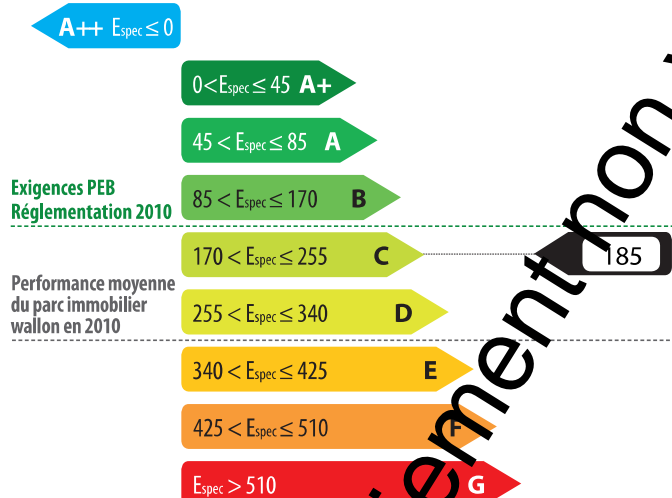 A++ Espec ≤ 0
0<Espec ≤ 45 A+
45 < Espec ≤ 85 A
Exigences PEB
Réglementation 2010
85 < Espec ≤ 170 B
170 < Espec ≤ 255 C
185
Performance moyenne
du parc immobilier
wallon en 2010
255 < Espec ≤ 340 D
340 < Espec ≤ 425 E
425 < Espec ≤ 510 F
Espec > 510 G
ement non